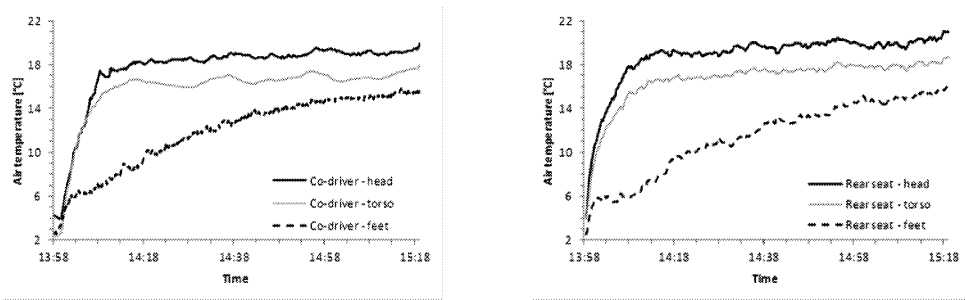 22
18
14
10
6
2
Air temperature [°C]
Co-driver - head
Co-driver - torso
Co-driver - feet
13:58 14:18 14:38 14:58 15:18
Time
22
18
14
10
6
2
Air temperature [°C]
Rear seat - head
Rear seat - torso
Rear seat - feet
13:58 14:18 14:38 14:58 15:18
Time